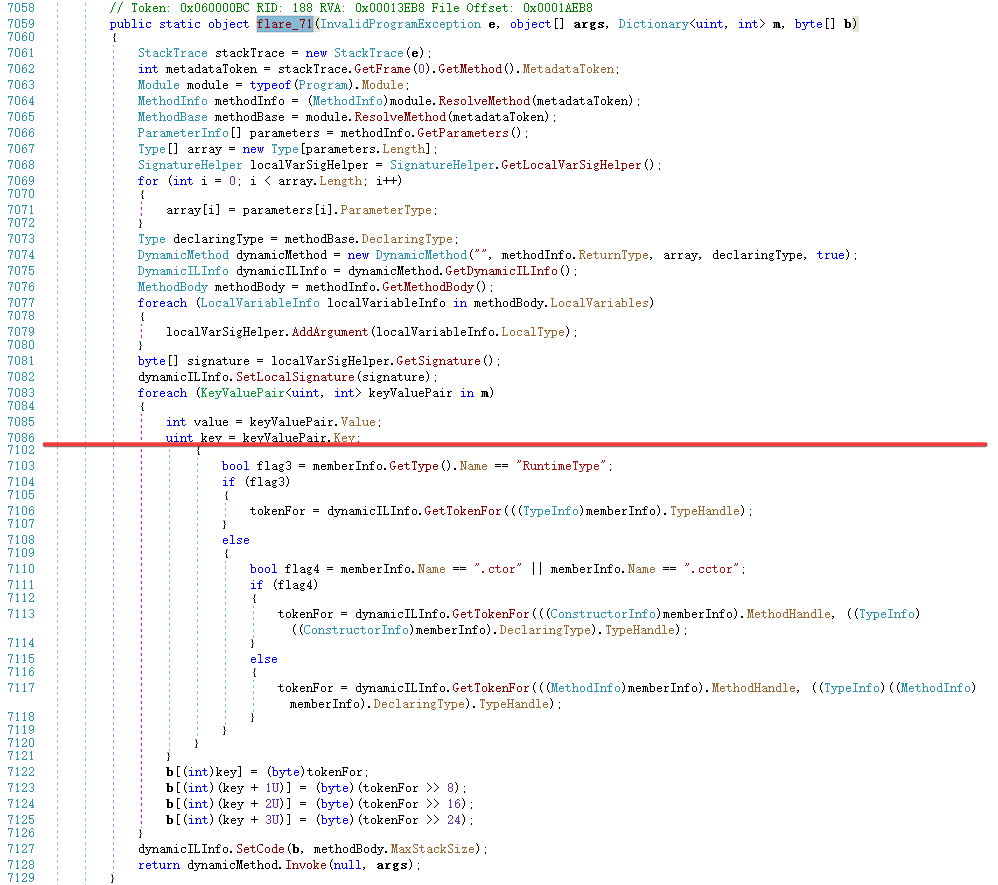 7058 // Token: 0x060000BC RID: 188 RVA: 0x00013EB8 File Offset: 0x0001AEB8
7059 public static object flare_71(InvalidProgramException e, object[] args, Dictionary<uint, int> m, byte[] b)
7060 {
7061 StackTrace stackTrace = new StackTrace(e);
7062 int metadataToken = stackTrace.GetFrame(0).GetMethod().MetadataToken;
7063 Module module = typeof(Program).Module;
7064 MethodInfo methodInfo = (MethodInfo)module.ResolveMethod(metadataToken);
7065 MethodBase methodBase = module.ResolveMethod(metadataToken);
7066 ParameterInfo[] parameters = methodInfo.GetParameters();
7067 Type[] array = new Type[parameters.Length];
7068 SignatureHelper localVarSigHelper = SignatureHelper.GetLocalVarSigHelper();
7069 for (int i = 0; i < array.Length; i++)
7070 {
7071 array[i] = parameters[i].ParameterType;
7072 }
7073 Type declaringType = methodBase.DeclaringType;
7074 DynamicMethod dynamicMethod = new DynamicMethod("", methodInfo.ReturnType, array, declaringType, true);
7075 DynamicILInfo dynamicILInfo = dynamicMethod.GetDynamicILInfo();
7076 MethodBody methodBody = methodInfo.GetMethodBody();
7077 foreach (LocalVariableInfo localVariableInfo in methodBody.LocalVariables)
7078 {
7079 localVarSigHelper.AddArgument(localVariableInfo.LocalType);
7080 }
7081 byte[] signature = localVarSigHelper.GetSignature();
7082 dynamicILInfo.SetLocalSignature(signature);
7083 foreach (KeyValuePair<uint, int> keyValuePair in m)
7084 {
7085 int value = keyValuePair.Value;
7086 uint key = keyValuePair.Key;
7102 {
7103 bool flag3 = memberInfo.GetType().Name == "RuntimeType";
7104 if (flag3)
7105 {
7106 tokenFor = dynamicILInfo.GetTokenFor(((TypeInfo)memberInfo).TypeHandle);
7107 }
7108 else
7109 {
7110 bool flag4 = memberInfo.Name == ".ctor" || memberInfo.Name == ".cctor";
7111 if (flag4)
7112 {
7113 tokenFor = dynamicILInfo.GetTokenFor(((ConstructorInfo)memberInfo).MethodHandle, ((TypeInfo)
((ConstructorInfo)memberInfo).DeclaringType).TypeHandle);
7114 }
7115 else
7116 {
7117 tokenFor = dynamicILInfo.GetTokenFor(((MethodInfo)memberInfo).MethodHandle, ((TypeInfo)((MethodInfo)
memberInfo).DeclaringType).TypeHandle);
7118 }
7119 }
7120 }
7121 }
7122 b[(int)key] = (byte)tokenFor;
7123 b[(int)(key + 1U)] = (byte)(tokenFor >> 8);
7124 b[(int)(key + 2U)] = (byte)(tokenFor >> 16);
7125 b[(int)(key + 3U)] = (byte)(tokenFor >> 24);
7126 }
7127 dynamicILInfo.SetCode(b, methodBody.MaxStackSize);
7128 return dynamicMethod.Invoke(null, args);
7129 }